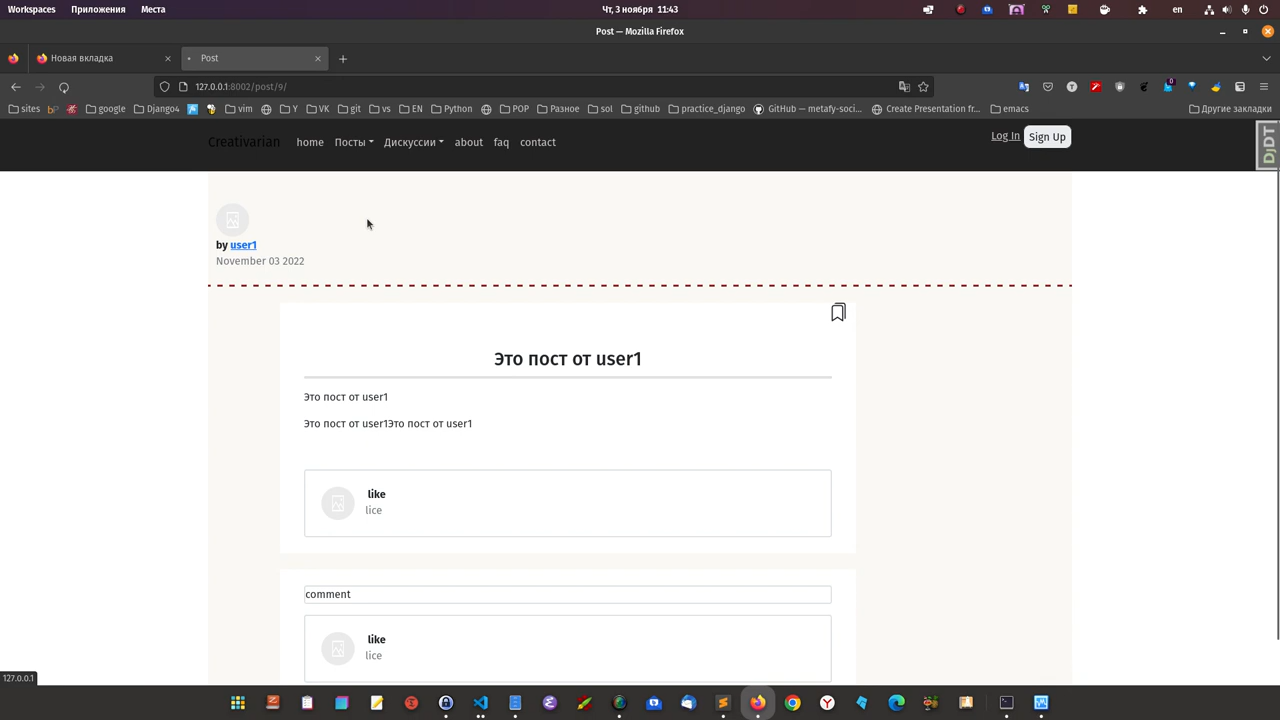 Workspaces Приложения Места Чт, 3 ноября 11:43 en
Post — Mozilla Firefox
Новая вкладка Post
127.0.0.1:8002/post/9/
sites google Django4 vim Y VK git vs EN Python POP Разное sol github practice_django GitHub — metafy-soci... Create Presentation fr... emacs Другие закладки
Creativarian home Посты Дискуссии about faq contact Log In Sign Up
DjDT
by user1
November 03 2022
Это пост от user1
Это пост от user1
Это пост от user1Это пост от user1
like
lice
comment
like
lice
127.0.0.1